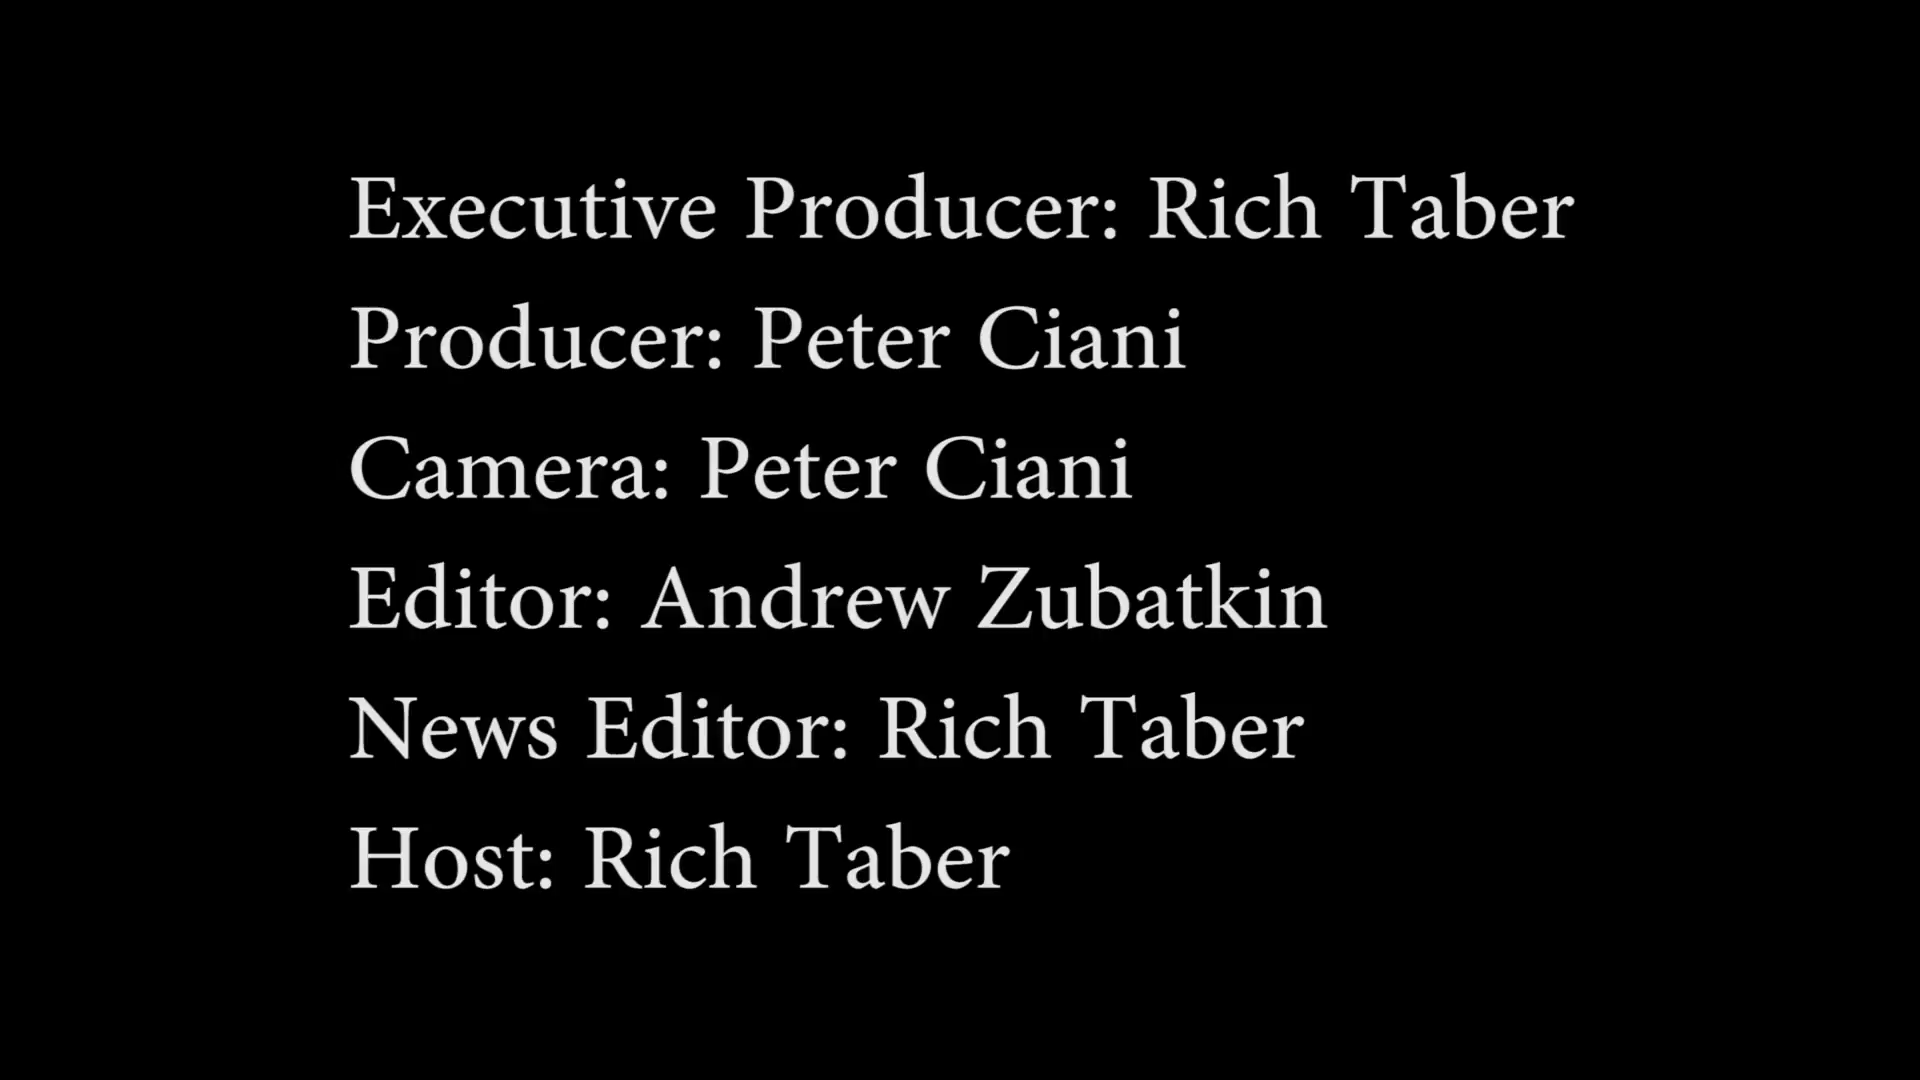 Executive Producer: Rich Taber
Producer: Peter Ciani
Camera: Peter Ciani
Editor: Andrew Zubatkin
News Editor: Rich Taber
Host: Rich Taber